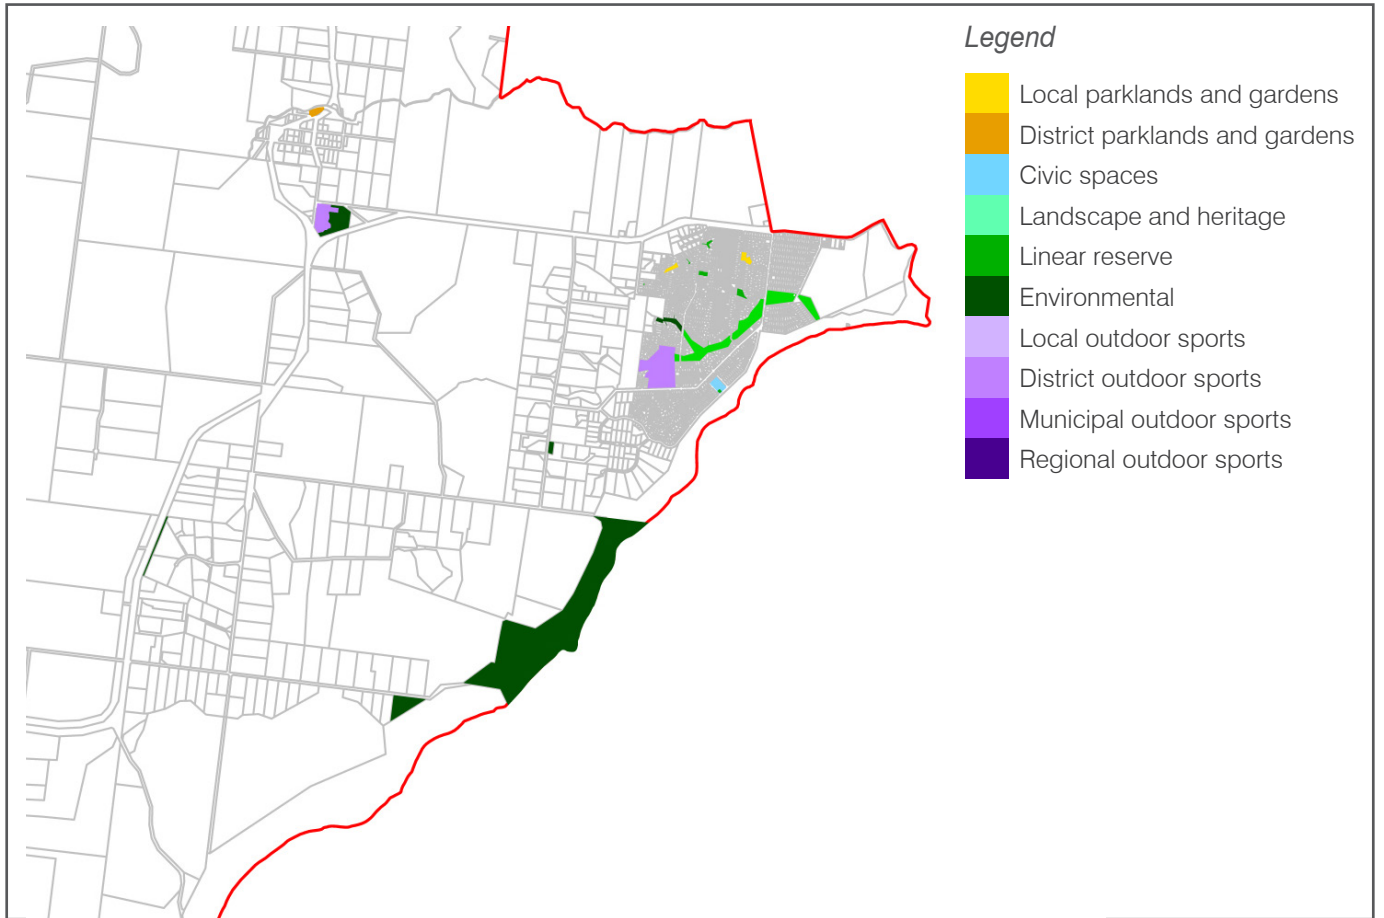 Legend
Local parklands and gardens
District parklands and gardens
Civic spaces
Landscape and heritage
Linear reserve
Environmental
Local outdoor sports
District outdoor sports
Municipal outdoor sports
Regional outdoor sports